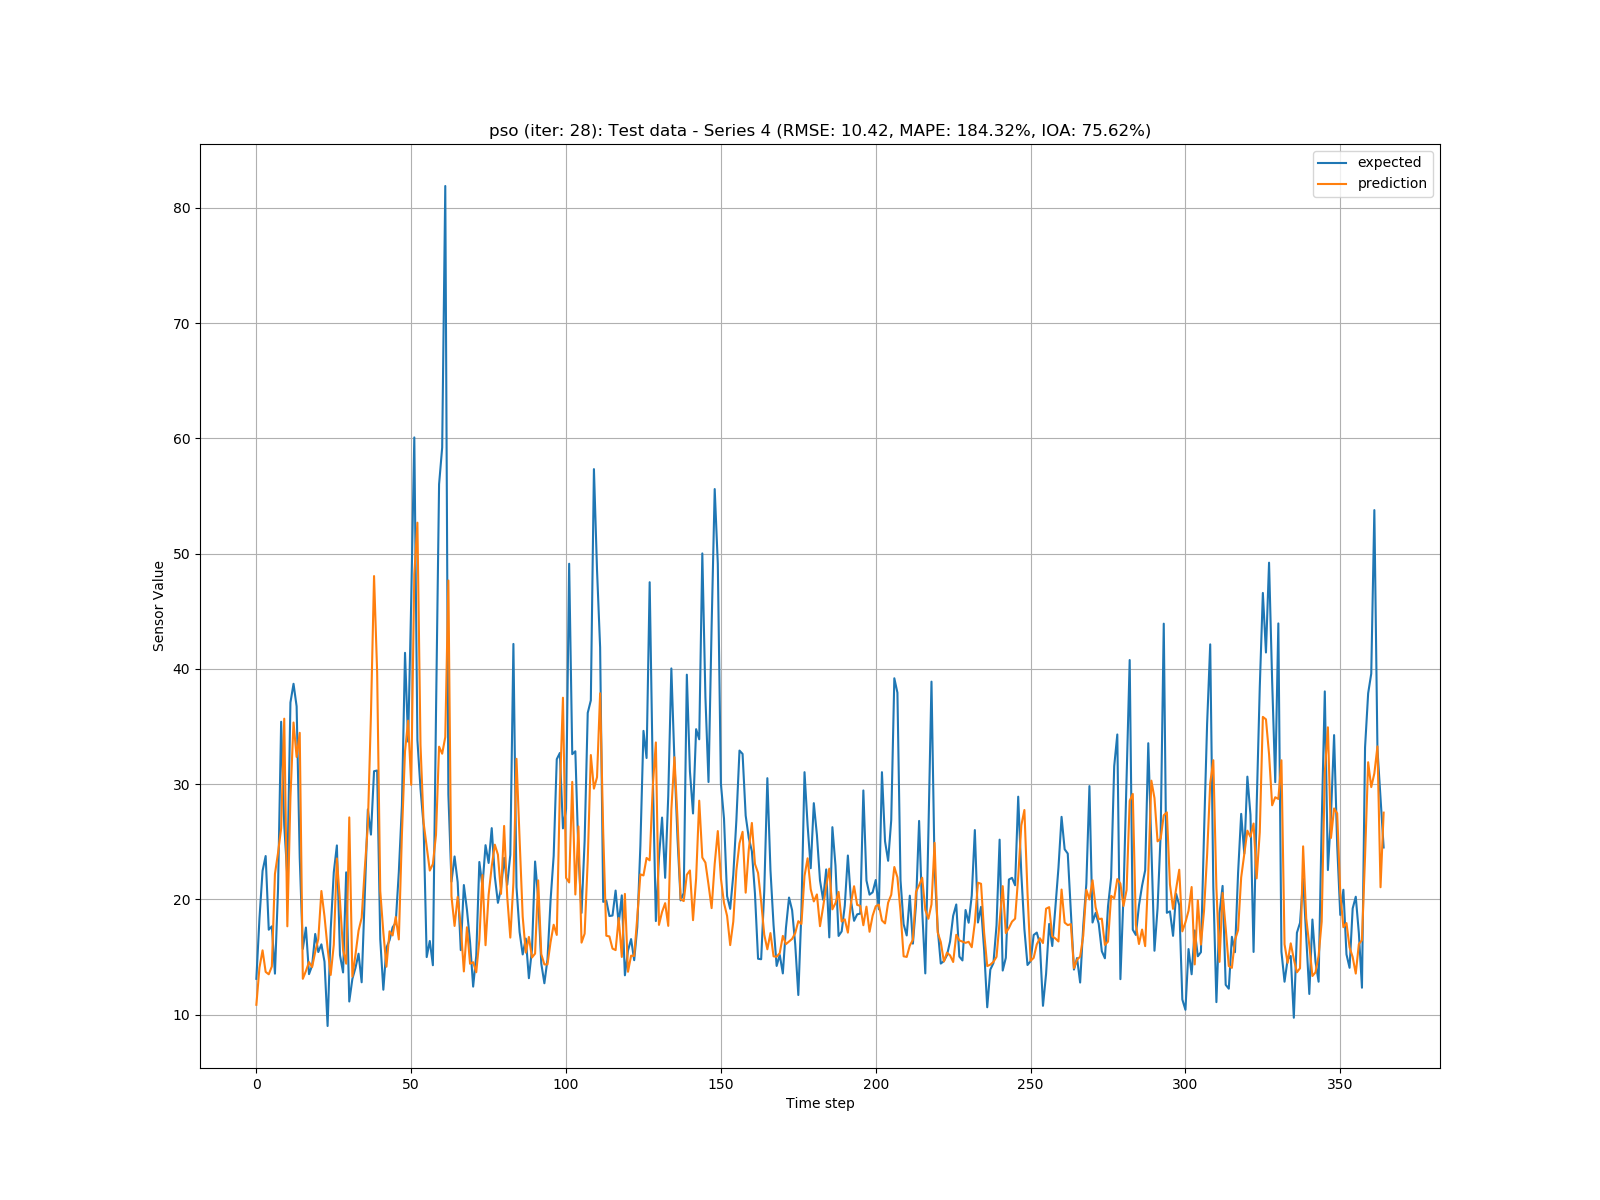 pso (iter: 28): Test data - Series 4 (RMSE: 10.42, MAPE: 184.32%, IOA: 75.62%)
expected
prediction
80
70
60
50
40
30
20
10
Sensor Value
0 50 100 150 200 250 300 350
Time step